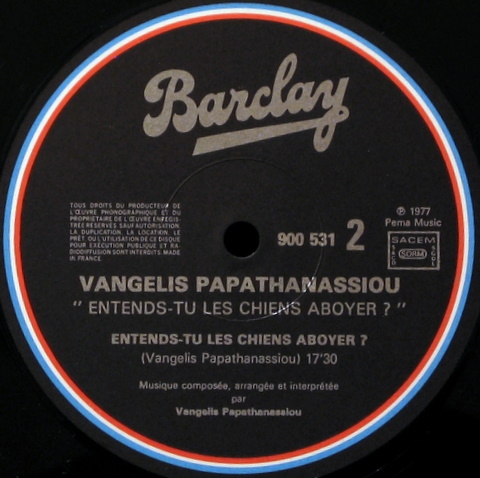 Barclay
TOUS DROITS DU PRODUCTEUR DE
L'ŒUVRE PHONOGRAPHIQUE ET DU
PROPRIETAIRE DE L'ŒUVRE ENREGIS-
TRÉE RESERVÉS. SAUF AUTORISATION
LA DUPLICATION, LA LOCATION, LE
PRÊT OU L'UTILISATION DE CE DISQUE
POUR EXECUTION PUBLIQUE ET RA-
DIODIFFUSION SONT INTERDITS. MADE
IN FRANCE
900 531 2
℗ 1977
Pema Music
SACEM
SDRM
VANGELIS PAPATHANASSIOU
" ENTENDS-TU LES CHIENS ABOYER ? "
ENTENDS-TU LES CHIENS ABOYER ?
(Vangelis Papathanassiou) 17'30
Musique composée, arrangée et interprétée
par
Vangelis Papathanassiou